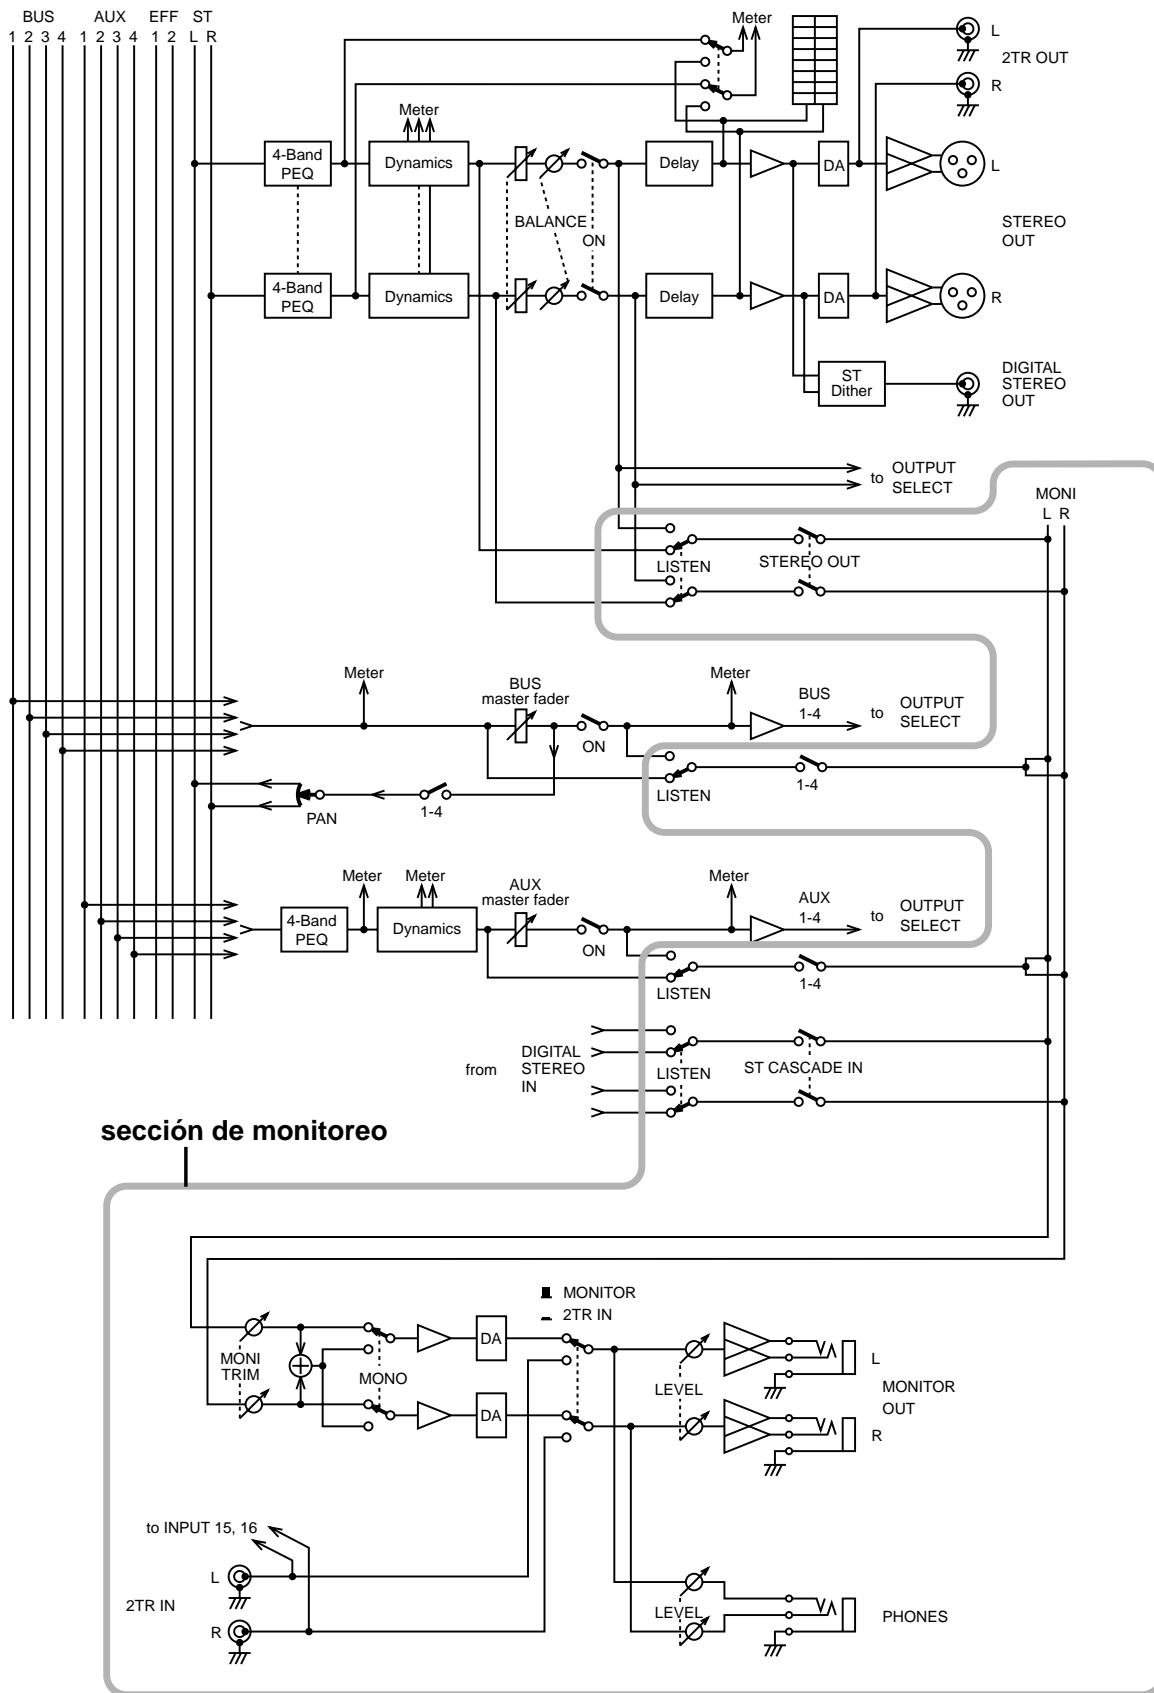 BUS AUX EFF ST
1 2 3 4 1 2 3 4 1 2 L R
Meter
L
2TR OUT
R
Meter
4-Band
PEQ
Dynamics
Delay
DA
L
BALANCE
ON
STEREO
OUT
4-Band
PEQ
Dynamics
Delay
DA
R
ST
Dither
DIGITAL
STEREO
OUT
to OUTPUT
SELECT
MONI
L R
LISTEN
STEREO OUT
Meter
BUS
master fader
Meter
BUS
1-4
to OUTPUT
SELECT
ON
LISTEN
1-4
PAN
1-4
Meter
Meter
AUX
master fader
Meter
AUX
1-4
to OUTPUT
SELECT
4-Band
PEQ
Dynamics
ON
LISTEN
1-4
from
DIGITAL
STEREO
IN
LISTEN
ST CASCADE IN
sección de monitoreo
MONITOR
2TR IN
MONI
TRIM
MONO
DA
DA
LEVEL
L
MONITOR
OUT
R
to INPUT 15, 16
L
2TR IN
R
LEVEL
PHONES